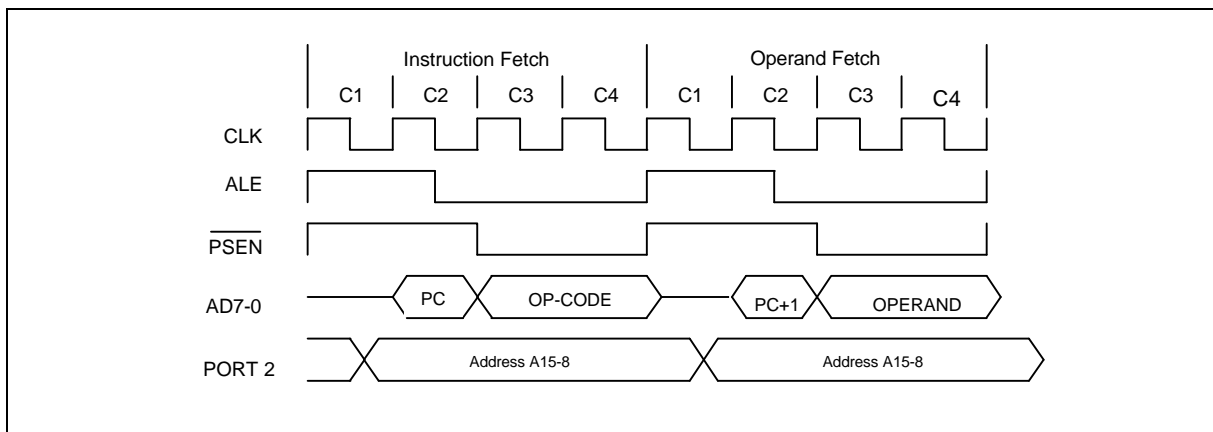 Instruction Fetch Operand Fetch
C1 C2 C3 C4 C1 C2 C3 C4
CLK
ALE
PSEN
AD7-0 PC OP-CODE PC+1 OPERAND
PORT 2 Address A15-8 Address A15-8